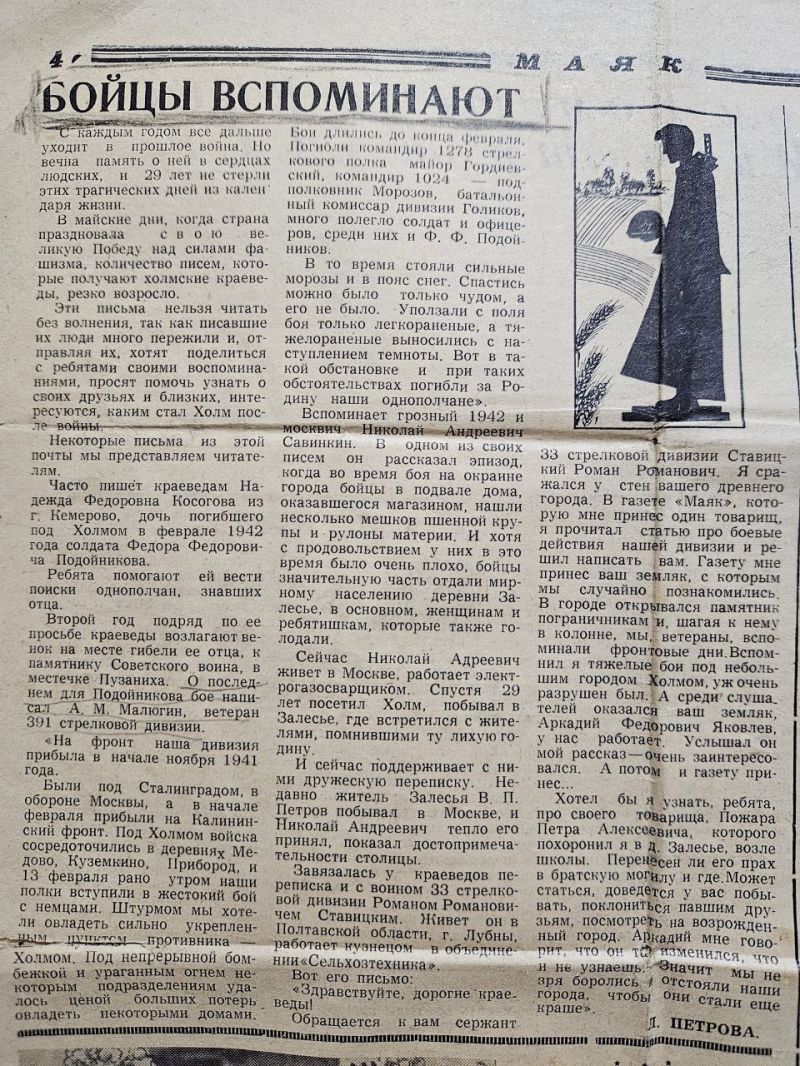 4
МАЯК
БОЙЦЫ ВСПОМИНАЮТ
С каждым годом все дальше
уходит в прошлое война. Но
вечна память о ней в сердцах
людских, и 29 лет не стерли
этих трагических дней из кален
даря жизни.
В майские дни, когда страна
праздновала свою ве-
ликую Победу над силами фа-
шизма, количество писем, кото-
рые получают холмские краеве-
ды, резко возросло.
Эти письма нельзя читать
без волнения, так как писавшие
их люди много пережили и, от-
правляя их, хотят поделиться
с ребятами своими воспомина-
ниями, просят помочь узнать о
своих друзьях и близких, инте-
ресуются, каким стал Холм пос-
ле войны.
Некоторые письма из этой
почты мы представляем читате-
лям.
Часто пишет краеведам На-
дежда Федоровна Косогова из
г. Кемерово, дочь погибшего
под Холмом в феврале 1942
года солдата Федора Федорови-
ча Подойникова.
Ребята помогают ей вести
поиски однополчан, знавших
отца.
Второй год подряд по ее
просьбе краеведы возлагают ве-
нок на месте гибели ее отца, к
памятнику Советского воина, в
местечке Пузаниха. О послед-
нем для Подойникова бое напи-
сал А. М. Малюгин, ветеран
391 стрелковой дивизии.
«На фронт наша дивизия
прибыла в начале ноября 1941
года.
Были под Сталинградом, в
обороне Москвы, а в начале
февраля прибыли на Калинин-
ский фронт. Под Холмом войска
сосредоточились в деревнях Ме-
дово, Куземкино, Прибород, и
13 февраля рано утром наши
полки вступили в жестокий бой
с немцами. Штурмом мы хоте-
ли овладеть сильно укреплен-
ным пунктом противника —
Холмом. Под непрерывной бом-
бежкой и ураганным огнем не-
которым подразделениям уда-
лось ценой больших потерь
овладеть некоторыми домами.
Бои длились до конца февраля.
Погибли командир 1278 стрел-
кового полка майор Гордиев-
ский, командир 1024 — под-
полковник Морозов, батальон-
ный комиссар дивизии Голиков,
много полегло солдат и офице-
ров, среди них и Ф. Ф. Подой-
ников.
В то время стояли сильные
морозы и в пояс снег. Спастись
можно было только чудом, а
его не было. Уползали с поля
боя только легкораненые, а тя-
желораненые выносились с на-
ступлением темноты. Вот в та-
кой обстановке и при таких
обстоятельствах погибли за Ро-
дину наши однополчане».
Вспоминает грозный 1942 и
москвич Николай Андреевич
Савинкин. В одном из своих
писем он рассказал эпизод,
когда во время боя на окраине
города бойцы в подвале дома,
оказавшегося магазином, нашли
несколько мешков пшенной кру-
пы и рулоны материи. И хотя
с продовольствием у них в это
время было очень плохо, бойцы
значительную часть отдали мир-
ному населению деревни За-
лесье, в основном, женщинам и
ребятишкам, которые также го-
лодали.
Сейчас Николай Адреевич
живет в Москве, работает элект-
рогазосварщиком. Спустя 29
лет посетил Холм, побывал в
Залесье, где встретился с жите-
лями, помнившими ту лихую го-
дину.
И сейчас поддерживает с ни-
ми дружескую переписку. Не-
давно житель Залесья В. П.
Петров побывал в Москве, и
Николай Андреевич тепло его
принял, показал достопримеча-
тельности столицы.
Завязалась у краеведов пе-
реписка и с воином 33 стрелко-
вой дивизии Романом Романови-
чем Ставицким. Живет он в
Полтавской области, г. Лубны,
работает кузнецом в объедине-
нии «Сельхозтехника».
Вот его письмо:
«Здравствуйте, дорогие крае-
веды!
Обращается к вам сержант
33 стрелковой дивизии Ставиц-
кий Роман Романович. Я сра-
жался у стен вашего древнего
города. В газете «Маяк», кото-
рую мне принес один товарищ,
я прочитал статью про боевые
действия нашей дивизии и ре-
шил написать вам. Газету мне
принес ваш земляк, с которым
мы случайно познакомились.
В городе открывался памятник
пограничникам и, шагая к нему
в колонне, мы, ветераны, вспо-
минали фронтовые дни. Вспом-
нил я тяжелые бои под неболь-
шим городом Холмом, уж очень
разрушен был. А среди слуша-
телей оказался ваш земляк,
Аркадий Федорович Яковлев,
у нас работает. Услышал он
мой рассказ—очень заинтересо-
вался. А потом и газету при-
нес...
Хотел бы я узнать, ребята,
про своего товарища, Пожара
Петра Алексеевича, которого
похоронил я в д. Залесье, возле
школы. Перенесен ли его прах
в братскую могилу и где. Может
статься, доведется у вас побы-
вать, поклониться павшим дру-
зьям, посмотреть на возрожден-
ный город. Аркадий мне гово-
рит, что он так изменился, что
и не узнаешь. Значит мы не
зря боролись и отстояли наши
города, чтобы они стали еще
краше».
Л. ПЕТРОВА.